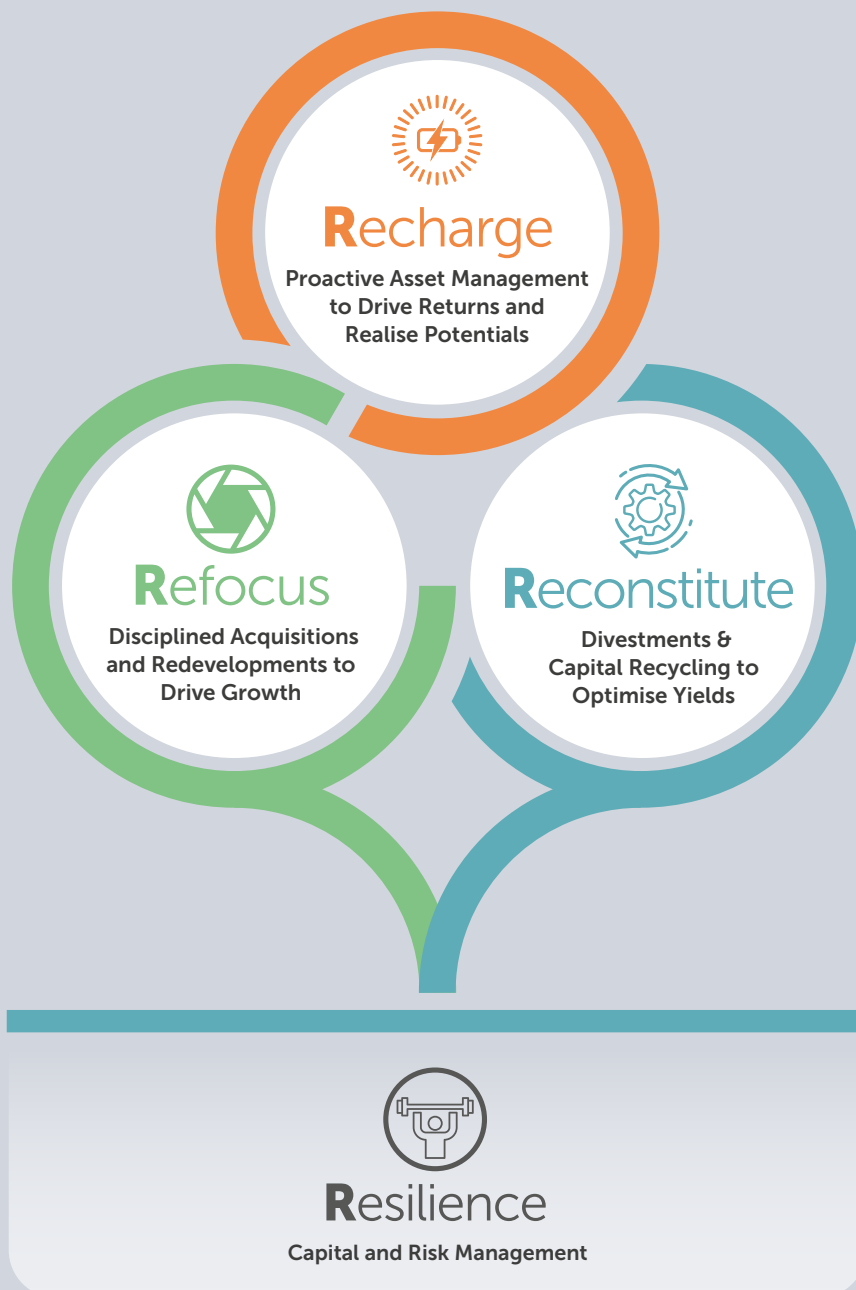 Recharge
Proactive Asset Management
to Drive Returns and
Realise Potentials
Refocus
Disciplined Acquisitions
and Redevelopments to
Drive Growth
Reconstitute
Divestments &
Capital Recycling to
Optimise Yields
Resilience
Capital and Risk Management